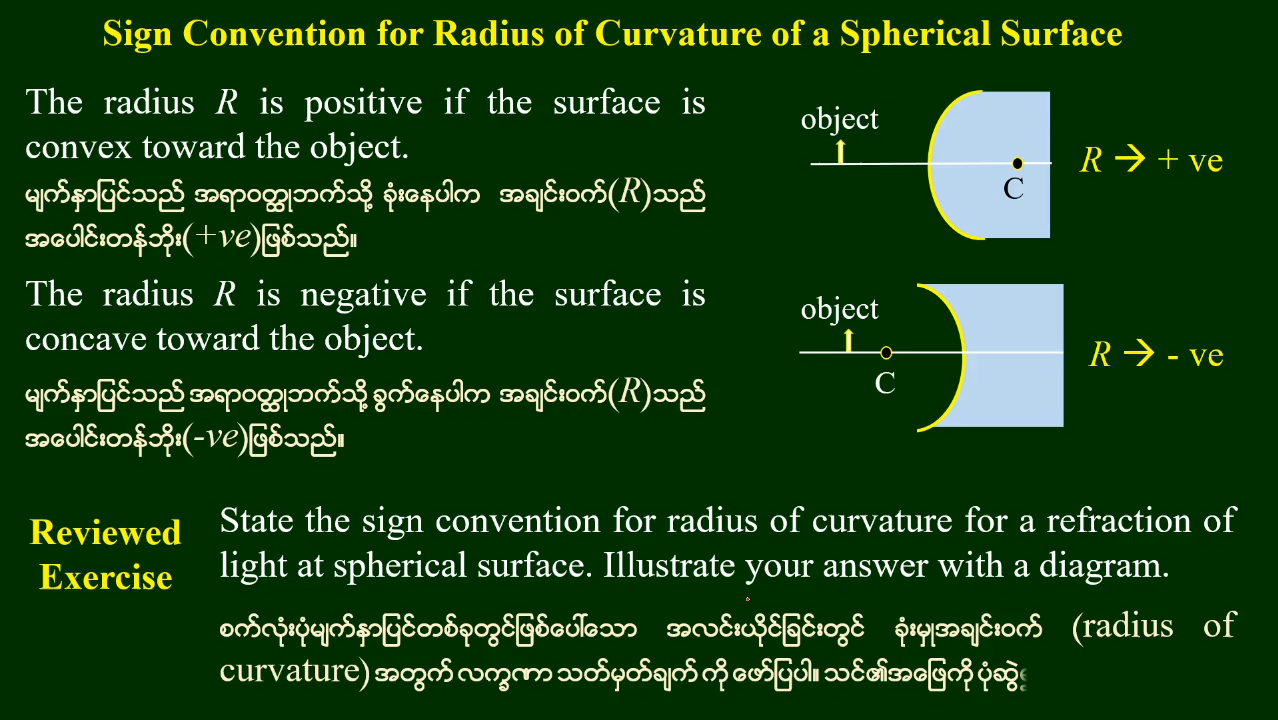 Sign Convention for Radius of Curvature of a Spherical Surface
The radius R is positive if the surface is
convex toward the object.
မျက်နှာပြင်သည် အရာဝတ္ထုဘက်သို့ ခုံးနေပါက အချင်းဝက်(R)သည်
အပေါင်းတန်ဘိုး(+ve)ဖြစ်သည်။
object
C
R → + ve
The radius R is negative if the surface is
concave toward the object.
မျက်နှာပြင်သည် အရာဝတ္ထုဘက်သို့ ခွက်နေပါက အချင်းဝက်(R)သည်
အပေါင်းတန်ဘိုး(-ve)ဖြစ်သည်။
object
C
R → - ve
Reviewed
Exercise
State the sign convention for radius of curvature for a refraction of
light at spherical surface. Illustrate your answer with a diagram.
စက်လုံးပုံမျက်နှာပြင်တစ်ခုတွင်ဖြစ်ပေါ်သော အလင်းယိုင်ခြင်းတွင် ခုံးမှုအချင်းဝက် (radius of
curvature) အတွက် လက္ခဏာ သတ်မှတ်ချက် ကို ဖော်ပြပါ။ သင်၏အဖြေကို ပုံဆွဲ